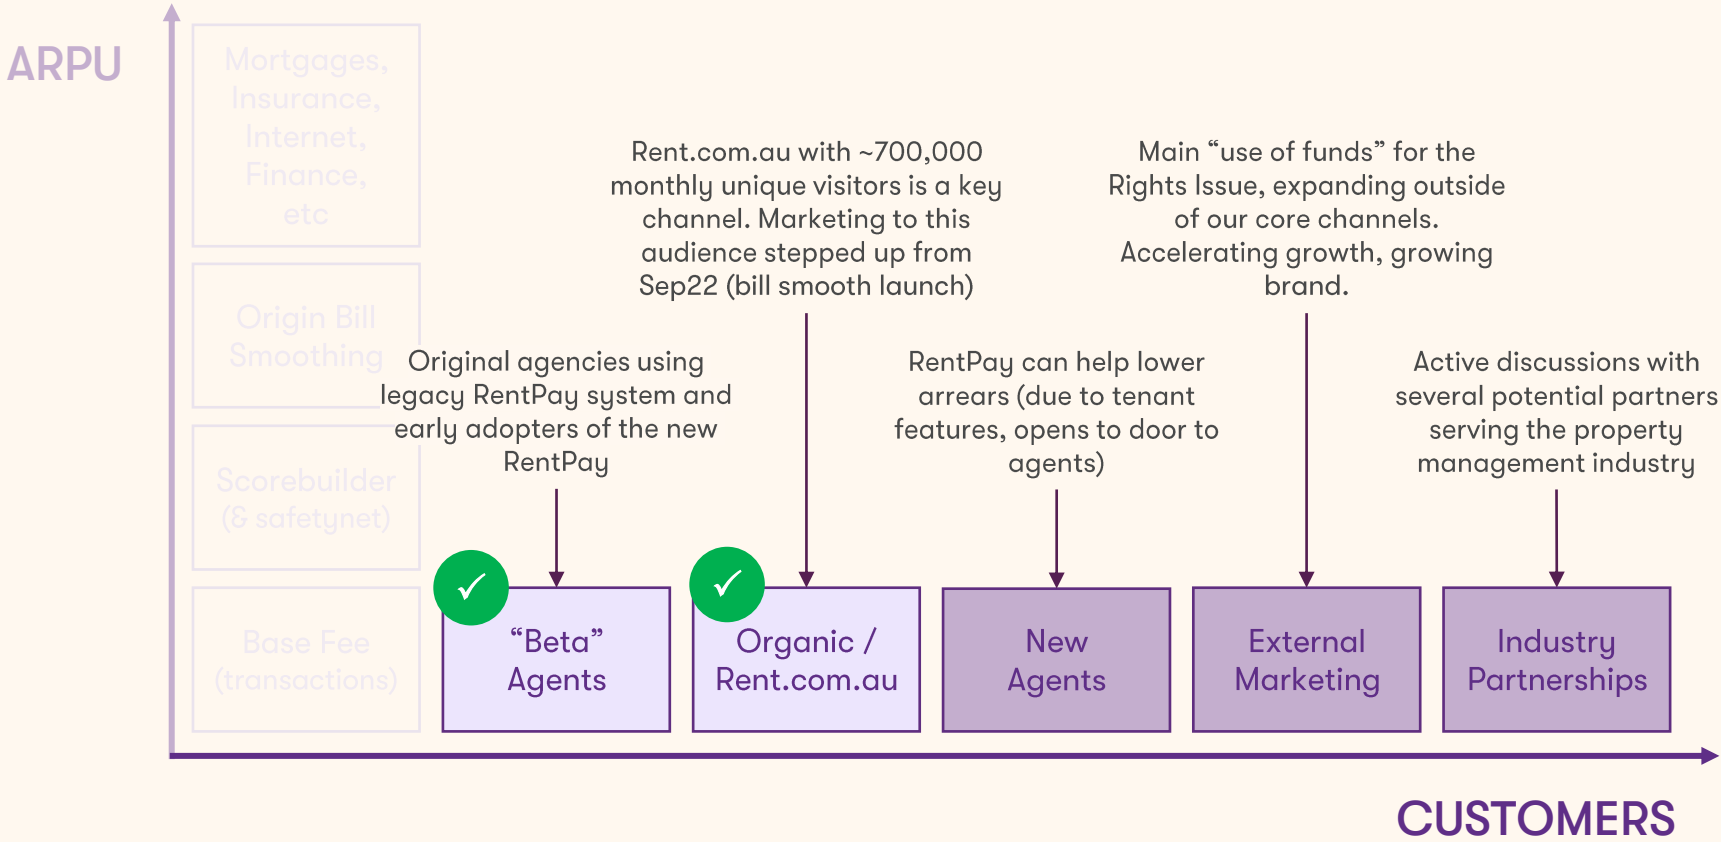 ARPU
Mortgages,
Insurance,
Internet,
Finance,
etc
Origin Bill
Smoothing
Scorebuilder
(& safetynet)
Base Fee
(transactions)
Original agencies using
legacy RentPay system and
early adopters of the new
RentPay
“Beta”
Agents
Rent.com.au with ~700,000
monthly unique visitors is a key
channel. Marketing to this
audience stepped up from
Sep22 (bill smooth launch)
Organic /
Rent.com.au
RentPay can help lower
arrears (due to tenant
features, opens to door to
agents)
New
Agents
Main “use of funds” for the
Rights Issue, expanding outside
of our core channels.
Accelerating growth, growing
brand.
External
Marketing
Active discussions with
several potential partners
serving the property
management industry
Industry
Partnerships
CUSTOMERS